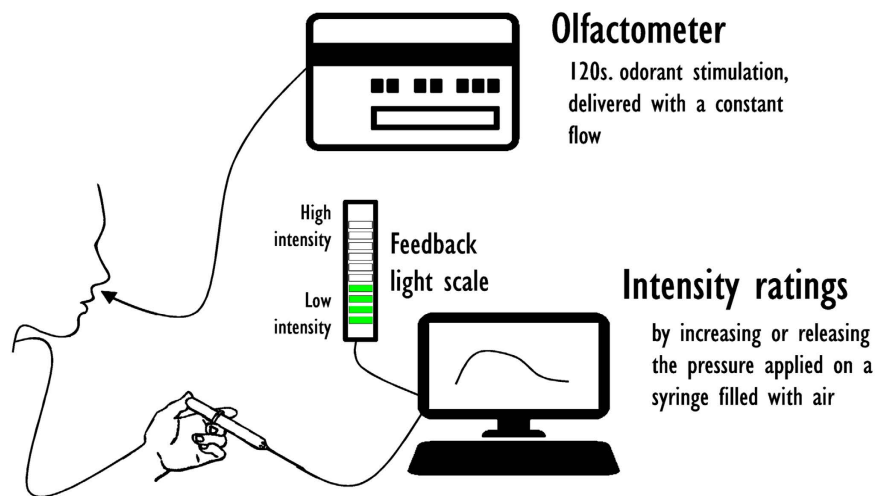 Olfactometer
120s. odorant stimulation,
delivered with a constant
flow
High
intensity
Feedback
light scale
Low
intensity
Intensity ratings
by increasing or releasing
the pressure applied on a
syringe filled with air